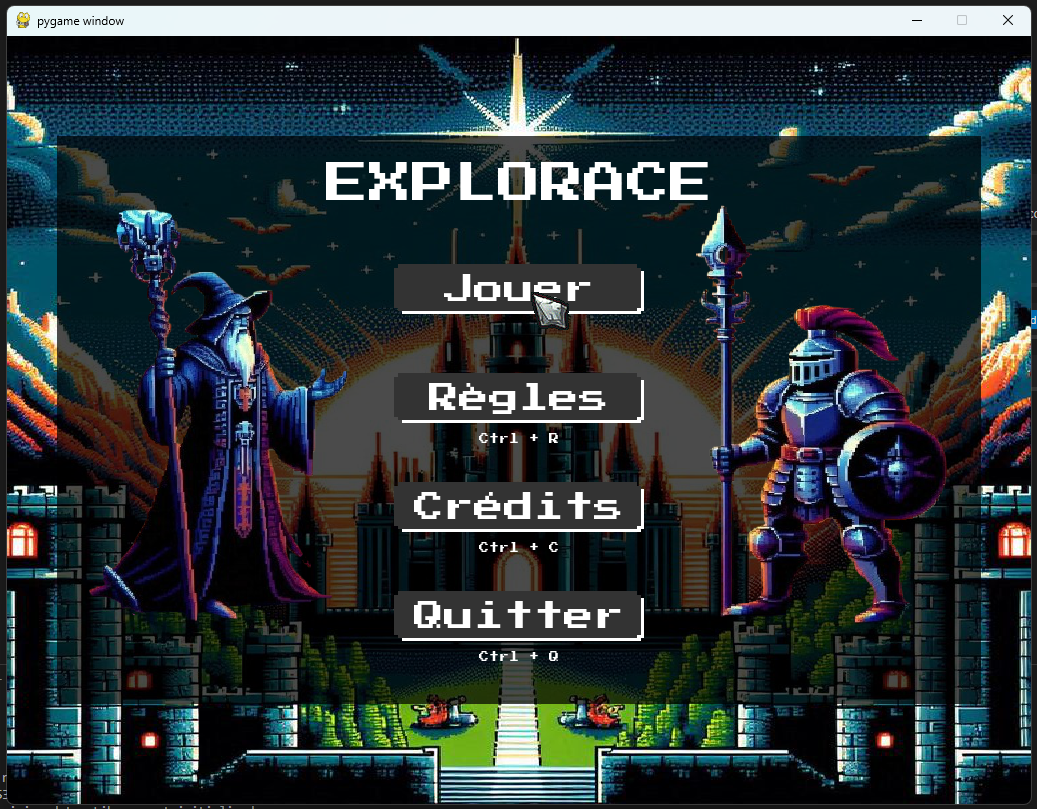 pygame window
EXPLORACE
Jouer
Règles
Ctrl + R
Crédits
Ctrl + C
Quitter
Ctrl + Q